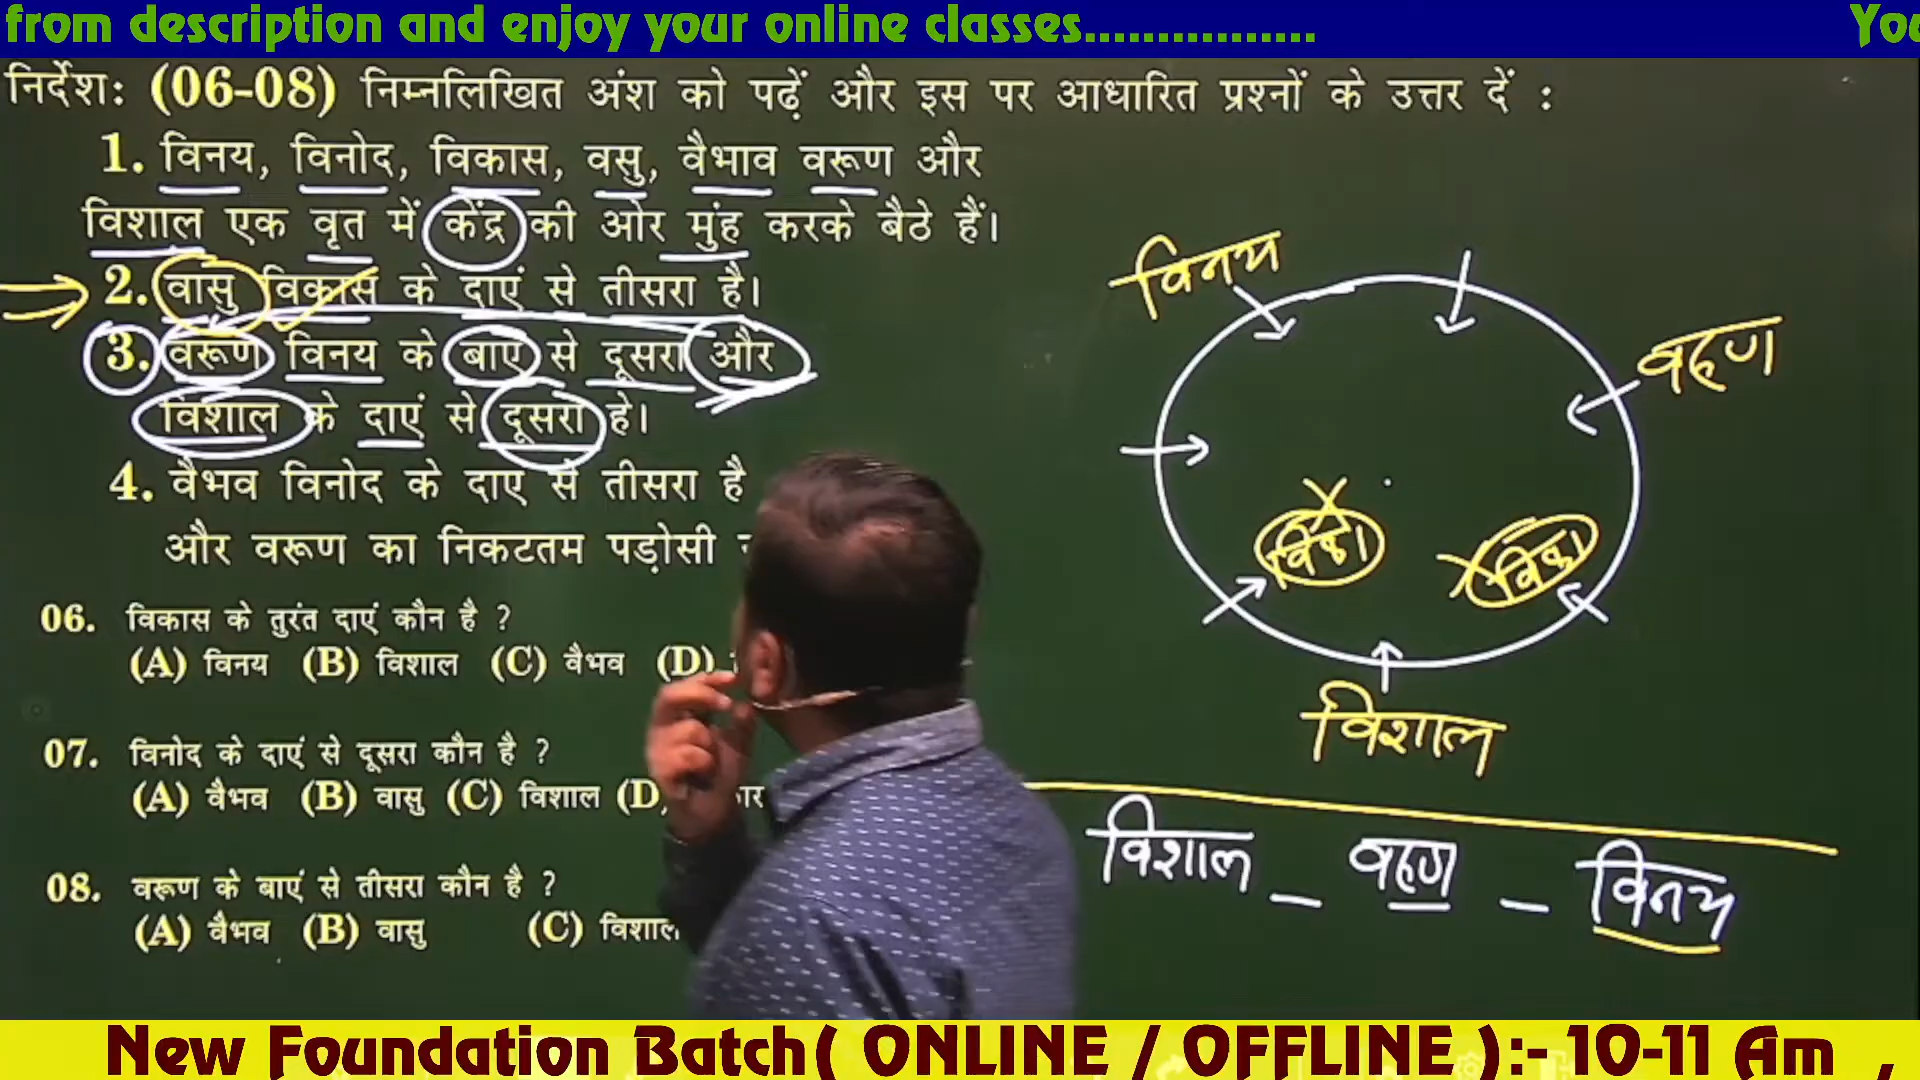 from description and enjoy your online classes................ You
निर्देश: (06-08) निम्नलिखित अंश को पढ़ें और इस पर आधारित प्रश्नों के उत्तर दें :
1. विनय, विनोद, विकास, वसु, वैभाव वरूण और
विशाल एक वृत में केंद्र की ओर मुंह करके बैठे हैं।
2. वासु विकास के दाएं से तीसरा है।
3. वरूण विनय के बाए से दूसरा और
विशाल के दाएं से दूसरा हे।
4. वैभव विनोद के दाए से तीसरा है
और वरूण का निकटतम पड़ोसी
06. विकास के तुरंत दाएं कौन है ?
(A) विनय (B) विशाल (C) वैभव (D)
07. विनोद के दाएं से दूसरा कौन है ?
(A) वैभव (B) वासु (C) विशाल (D)
08. वरूण के बाएं से तीसरा कौन है ?
(A) वैभव (B) वासु (C) विशाल
विनय
वरूण
विका
विका
विशाल
विशाल _ वरूण _ विनय
New Foundation Batch( ONLINE / OFFLINE ):- 10-11 Am ,